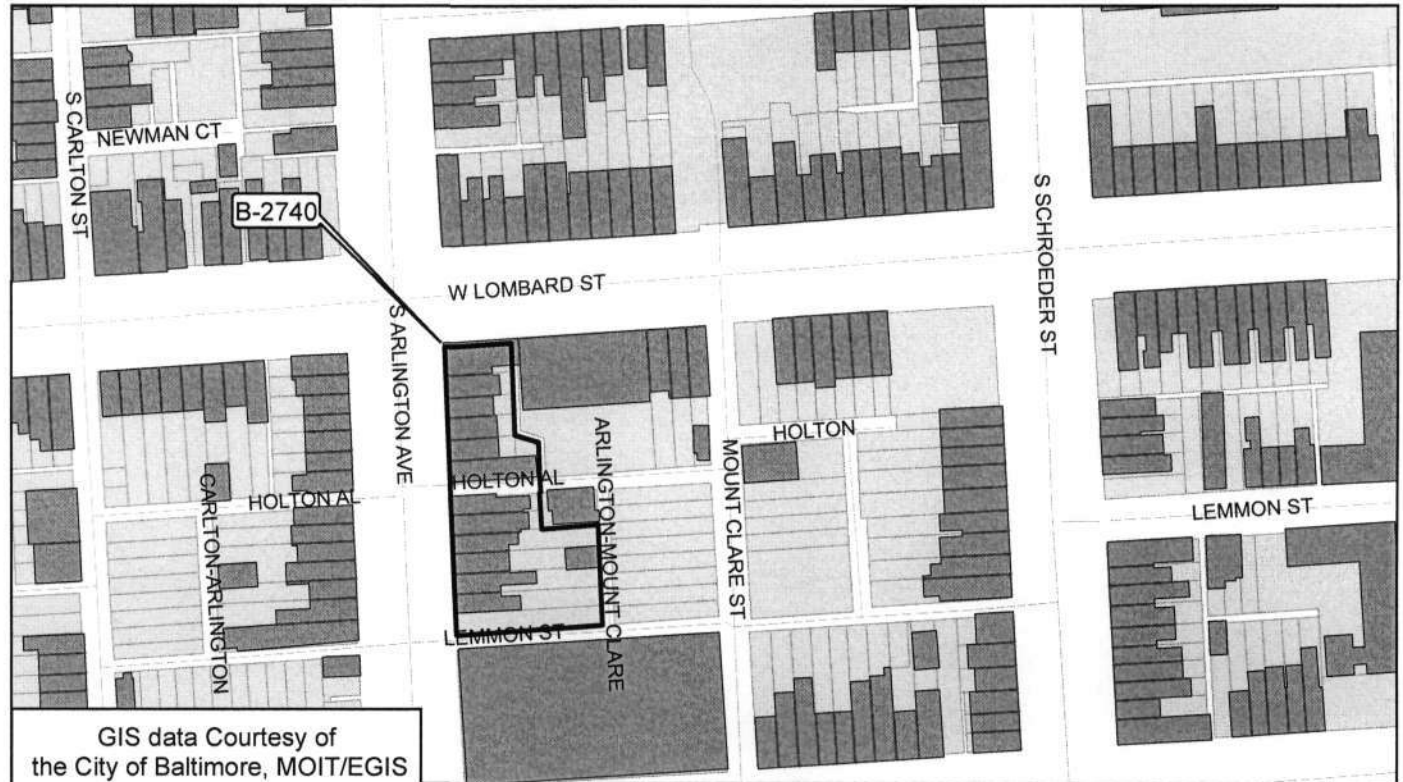 S CARLTON ST
NEWMAN CT
B-2740
W LOMBARD ST
S ARLINGTON AVE
S SCHROEDER ST
HOLTON AL
HOLTON AL
HOLTON
CARLTON-ARLINGTON
ARLINGTON-MOUNT CLARE
MOUNT CLARE ST
LEMMON ST
LEMMON ST
GIS data Courtesy of
the City of Baltimore, MOIT/EGIS